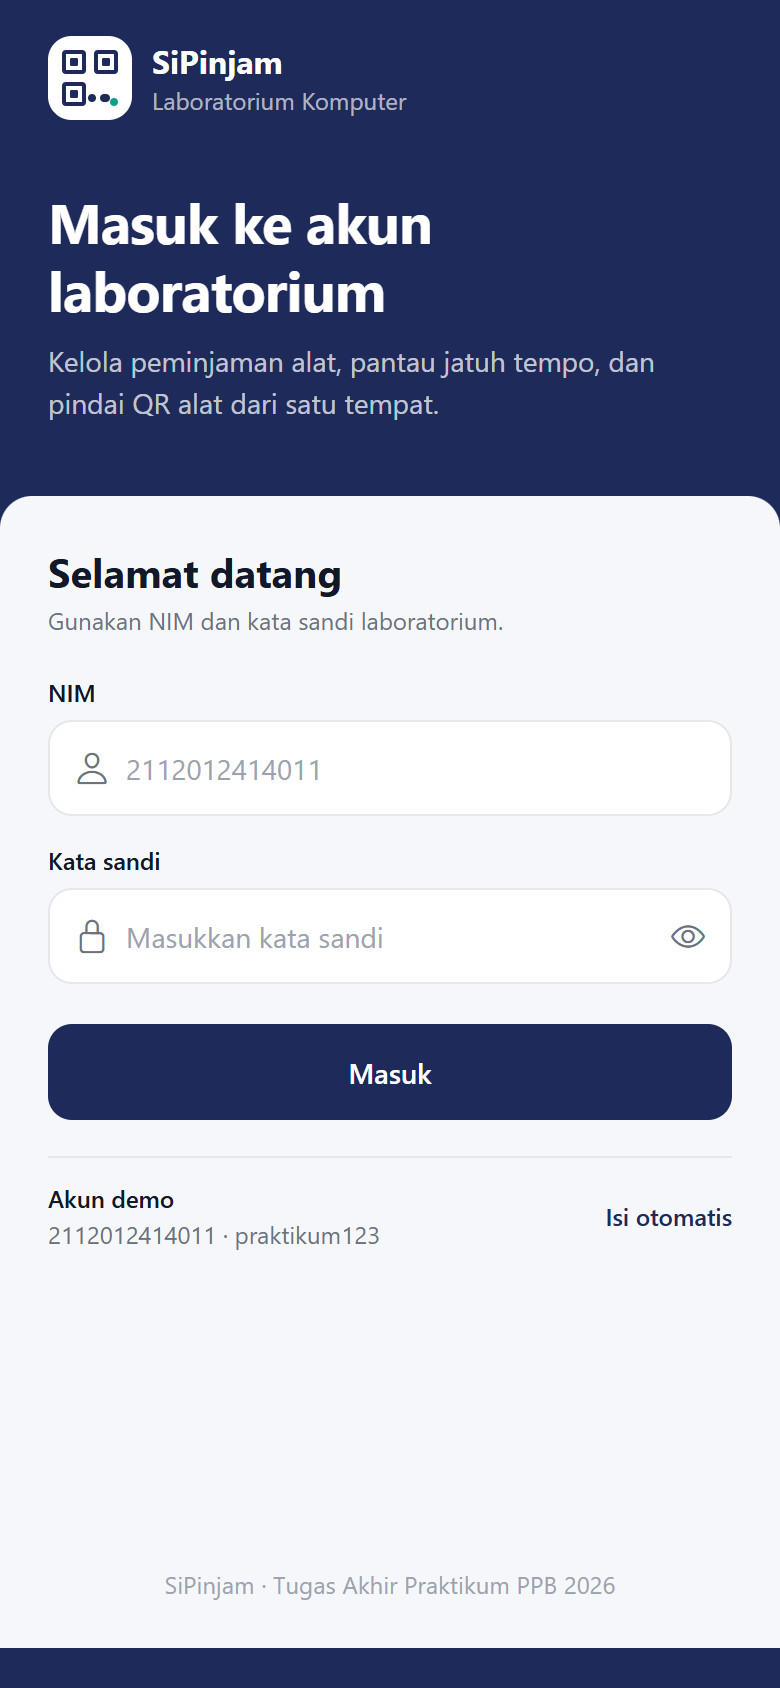 SiPinjam
Laboratorium Komputer
Masuk ke akun
laboratorium
Kelola peminjaman alat, pantau jatuh tempo, dan
pindai QR alat dari satu tempat.
Selamat datang
Gunakan NIM dan kata sandi laboratorium.
NIM
2112012414011
Kata sandi
Masukkan kata sandi
Masuk
Akun demo
2112012414011 · praktikum123
Isi otomatis
SiPinjam · Tugas Akhir Praktikum PPB 2026